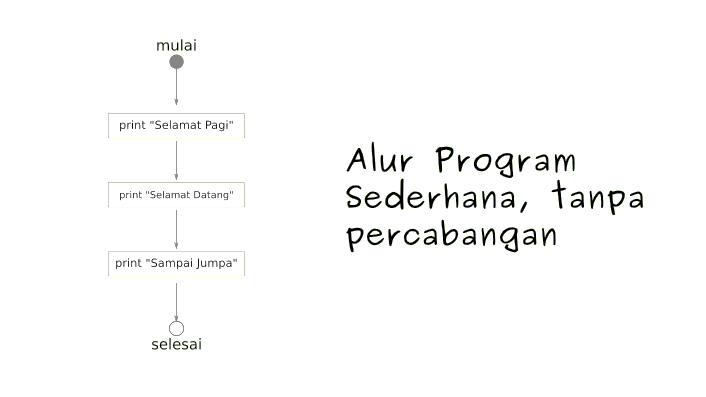 mulai
print "Selamat Pagi"
print "Selamat Datang"
print "Sampai Jumpa"
selesai
Alur Program
Sederhana, tanpa
percabangan